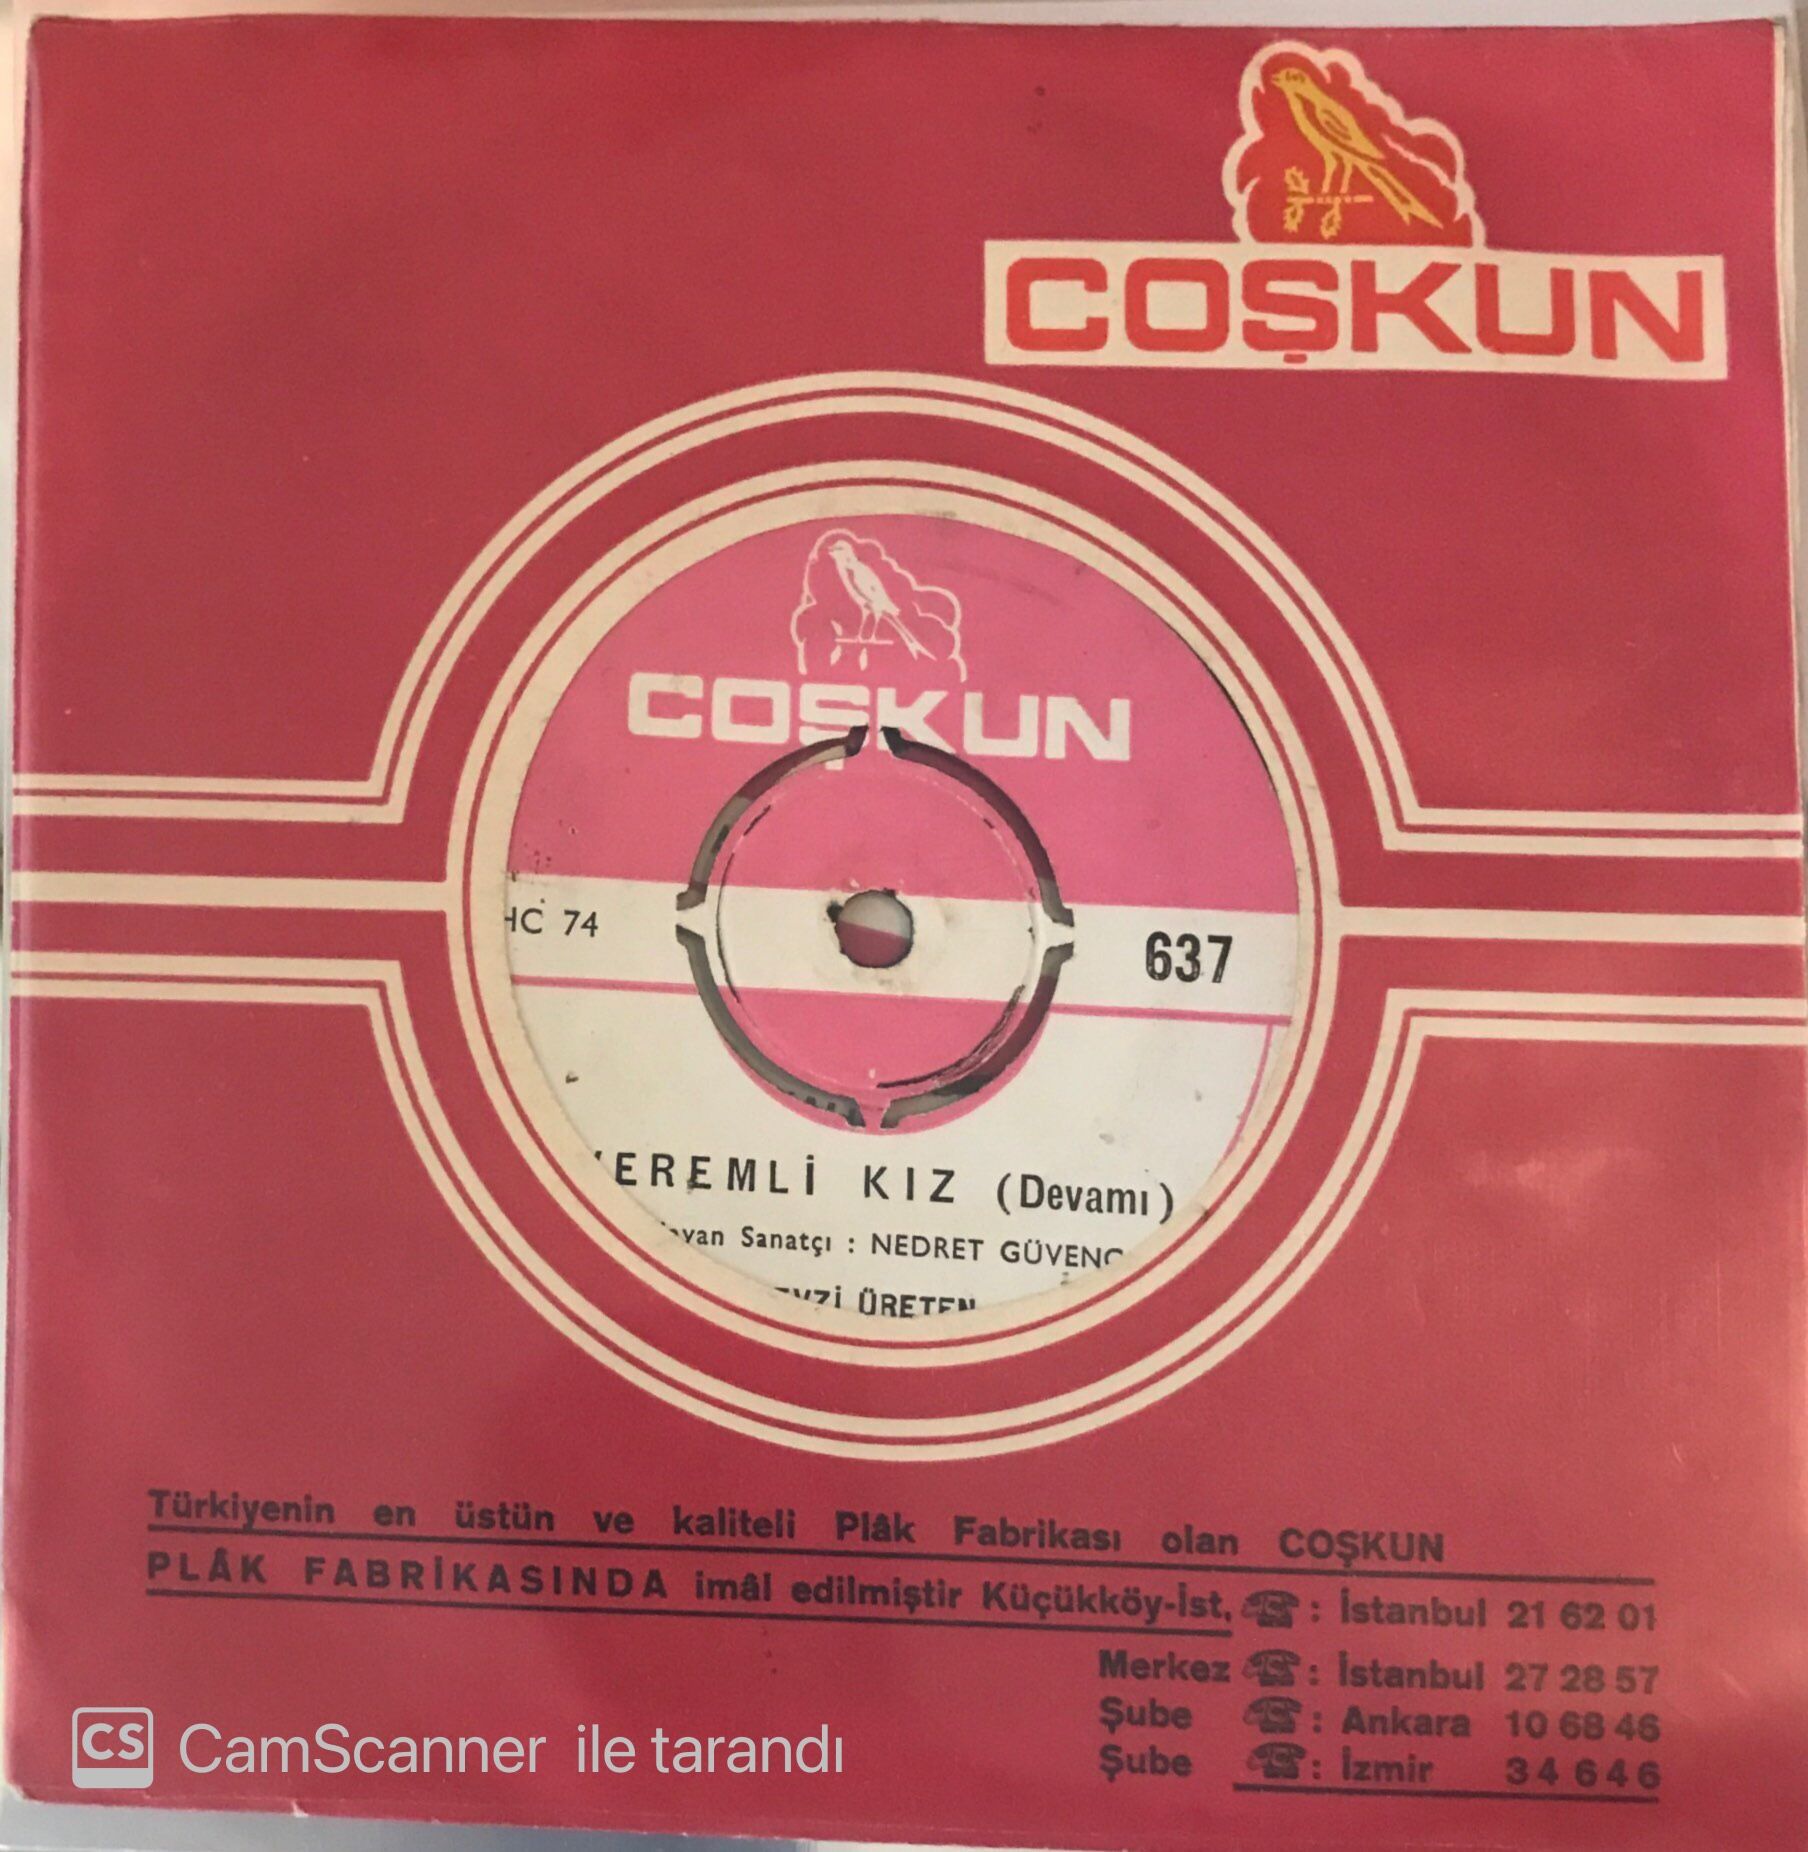 COŞKUN
COŞKUN
HC 74
637
VEREMLİ KIZ (Devamı)
Sanatçı : NEDRET GÜVENÇ
ÜRETEN
Türkiyenin en üstün ve kaliteli Plâk Fabrikası olan COŞKUN
PLÂK FABRİKASINDA imâl edilmiştir Küçükköy-İst. ☎ : İstanbul 21 62 01
Merkez ☎ : İstanbul 27 28 57
Şube ☎ : Ankara 10 68 46
Şube ☎ : İzmir 34 646
CS CamScanner ile tarandı